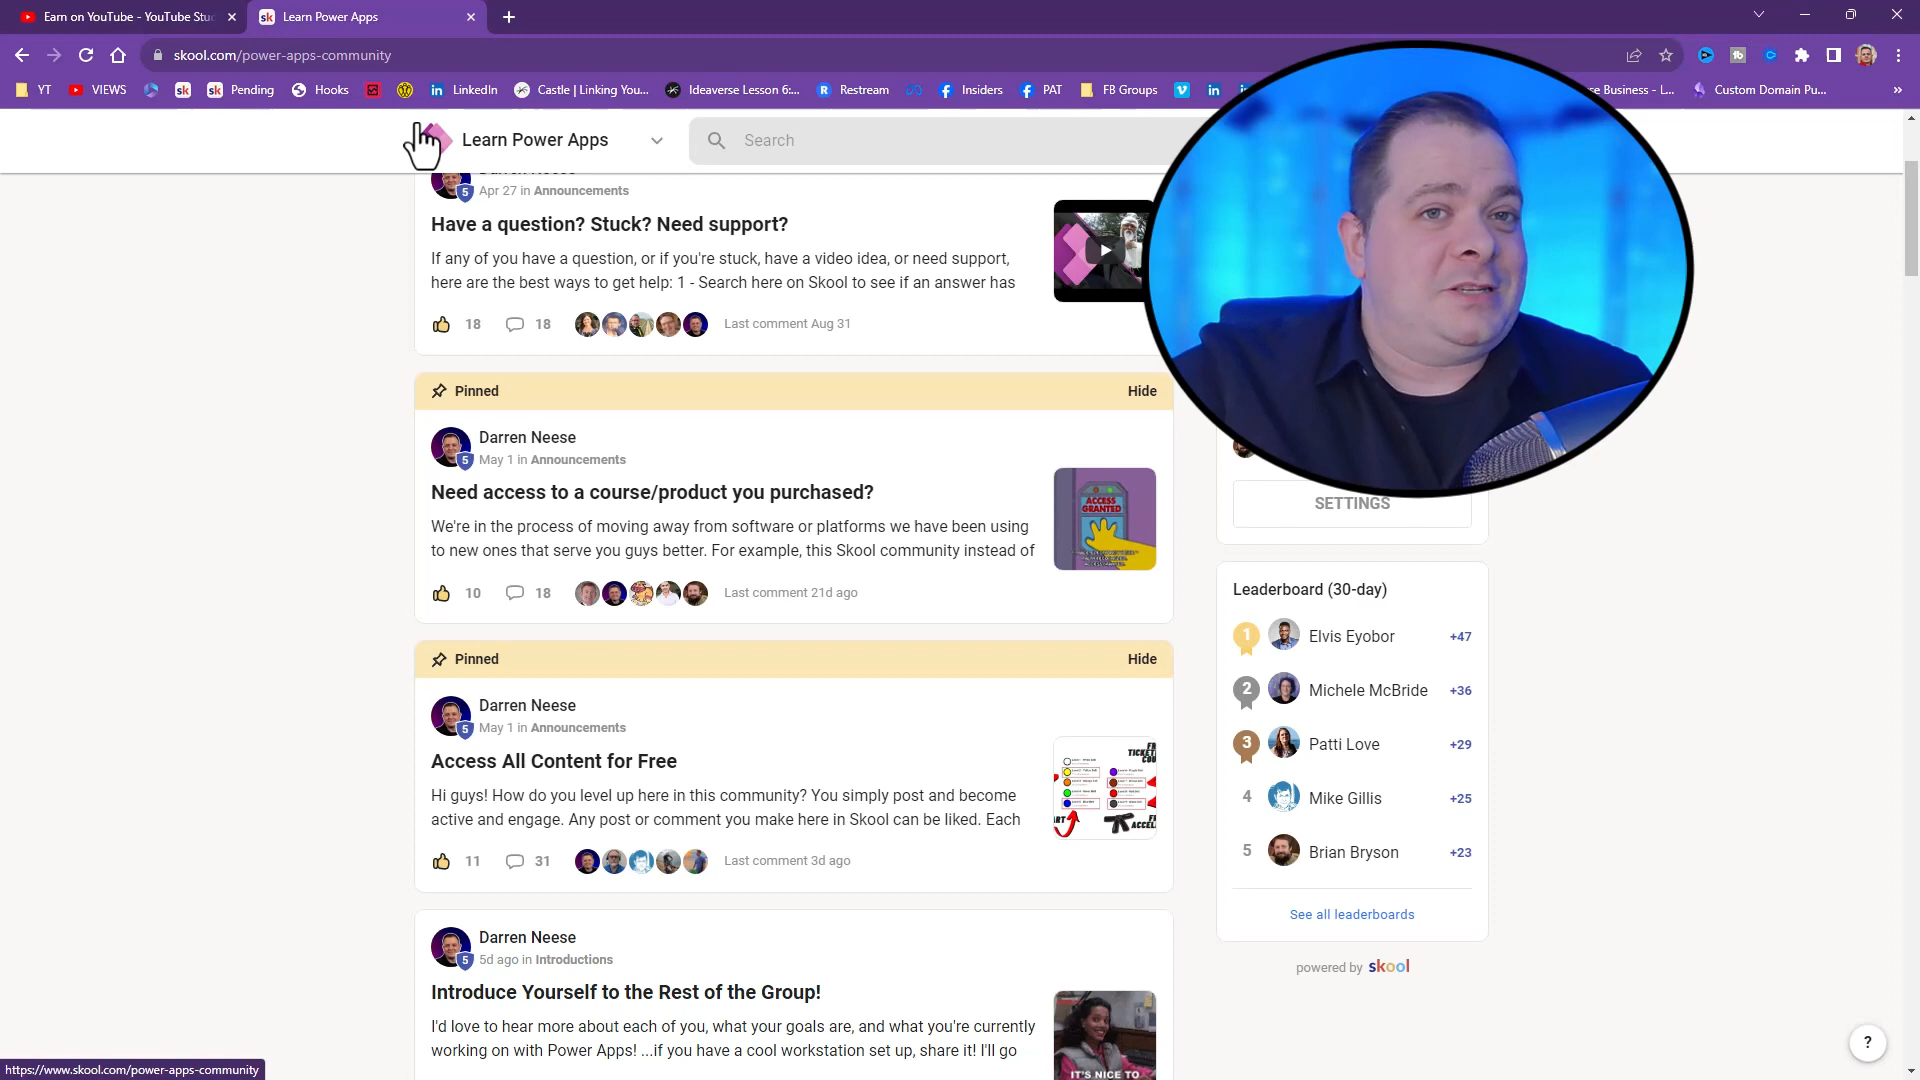 Earn on YouTube - YouTube Stu
sk Learn Power Apps
skool.com/power-apps-community
YT
VIEWS
sk
sk Pending
Hooks
LinkedIn
Castle | Linking You...
Ideaverse Lesson 6:...
Restream
Insiders
PAT
FB Groups
se Business - L...
Custom Domain Pu...
Learn Power Apps
Search
Apr 27 in Announcements
5
Have a question? Stuck? Need support?
If any of you have a question, or if you're stuck, have a video idea, or need support,
here are the best ways to get help: 1 - Search here on Skool to see if an answer has
18 18 Last comment Aug 31
Pinned Hide
Darren Neese
5 May 1 in Announcements
Need access to a course/product you purchased?
We're in the process of moving away from software or platforms we have been using
to new ones that serve you guys better. For example, this Skool community instead of
ACCESS
GRANTED
10 18 Last comment 21d ago
Pinned Hide
Darren Neese
5 May 1 in Announcements
Access All Content for Free
Hi guys! How do you level up here in this community? You simply post and become
active and engage. Any post or comment you make here in Skool can be liked. Each
11 31 Last comment 3d ago
Darren Neese
5 5d ago in Introductions
Introduce Yourself to the Rest of the Group!
I'd love to hear more about each of you, what your goals are, and what you're currently
working on with Power Apps! ...if you have a cool workstation set up, share it! I'll go
IT'S NICE TO
SETTINGS
Leaderboard (30-day)
1 Elvis Eyobor +47
2 Michele McBride +36
3 Patti Love +29
4 Mike Gillis +25
5 Brian Bryson +23
See all leaderboards
powered by skool
?
https://www.skool.com/power-apps-community